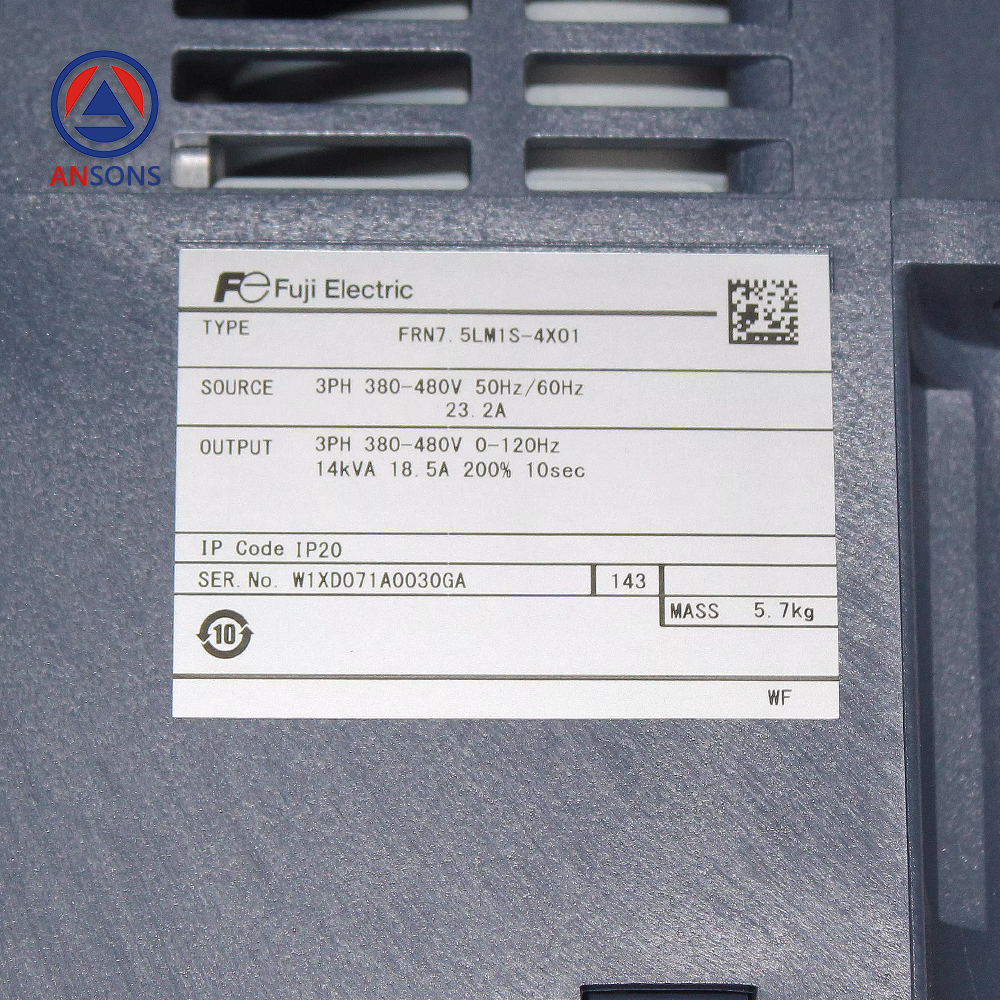 ANSONS
Fe Fuji Electric
TYPE FRN7.5LM1S-4X01
SOURCE 3PH 380-480V 50Hz/60Hz
23.2A
OUTPUT 3PH 380-480V 0-120Hz
14kVA 18.5A 200% 10sec
IP Code IP20
SER.No. W1XD071A0030GA 143
MASS 5.7kg
10
WF